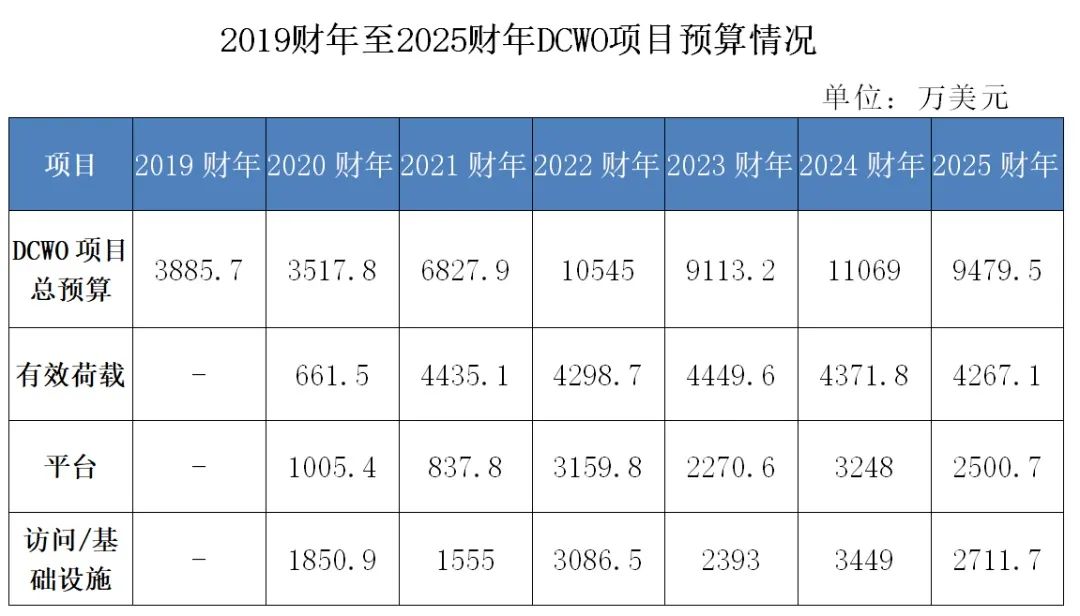 2019财年至2025财年DCWO项目预算情况
单位：万美元
项目 2019 财年 2020 财年 2021 财年 2022 财年 2023 财年 2024 财年 2025 财年
DCWO 项目
总预算 3885.7 3517.8 6827.9 10545 9113.2 11069 9479.5
有效荷载 - 661.5 4435.1 4298.7 4449.6 4371.8 4267.1
平台 - 1005.4 837.8 3159.8 2270.6 3248 2500.7
访问/基
础设施 - 1850.9 1555 3086.5 2393 3449 2711.7